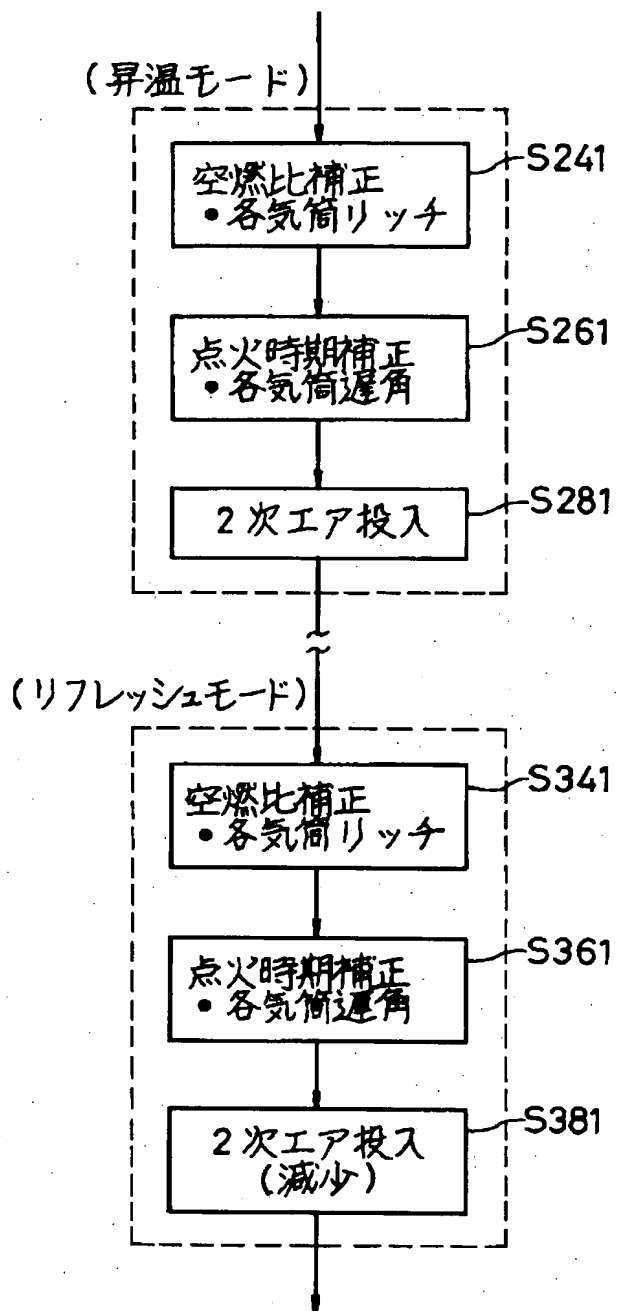 (昇温モード)
S241
空燃比補正
• 各気筒リッチ
S261
点火時期補正
• 各気筒遅角
S281
2次エア投入
(リフレッシュモード)
S341
空燃比補正
• 各気筒リッチ
S361
点火時期補正
• 各気筒遅角
S381
2次エア投入
(減少)